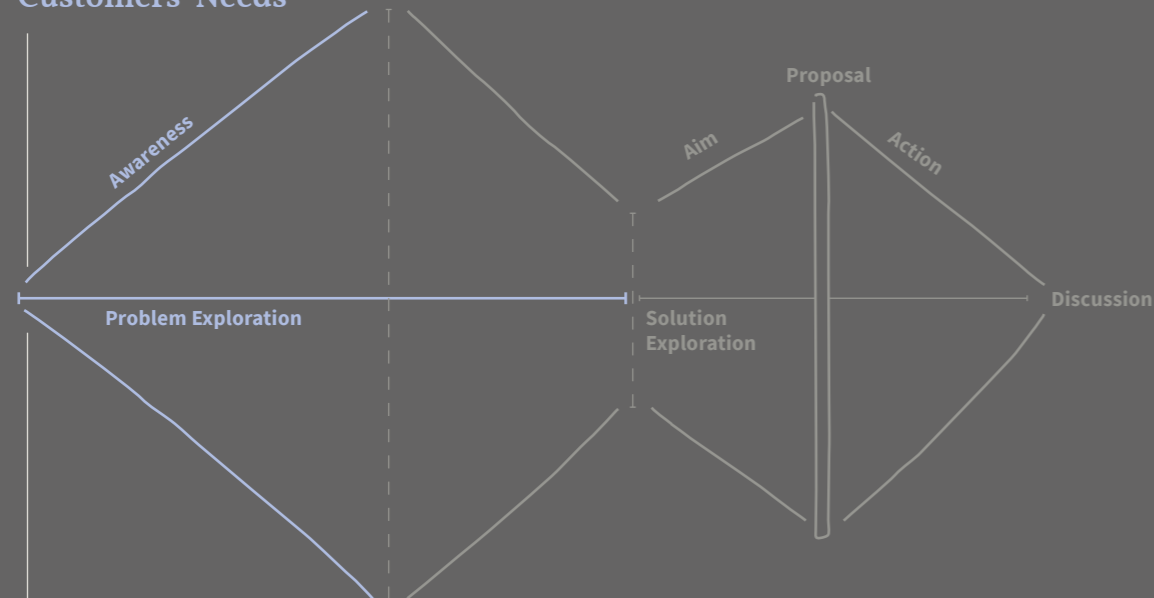 Customers' Needs
Proposal
Awareness
Aim
Action
Discussion
Problem Exploration
Solution
Exploration